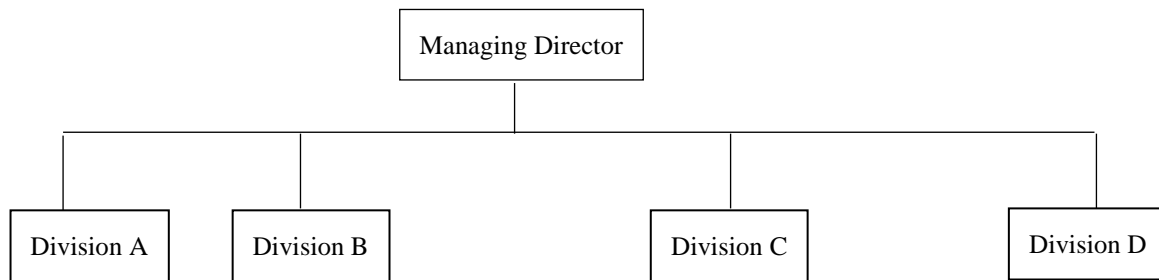 Managing Director
Division A
Division B
Division C
Division D